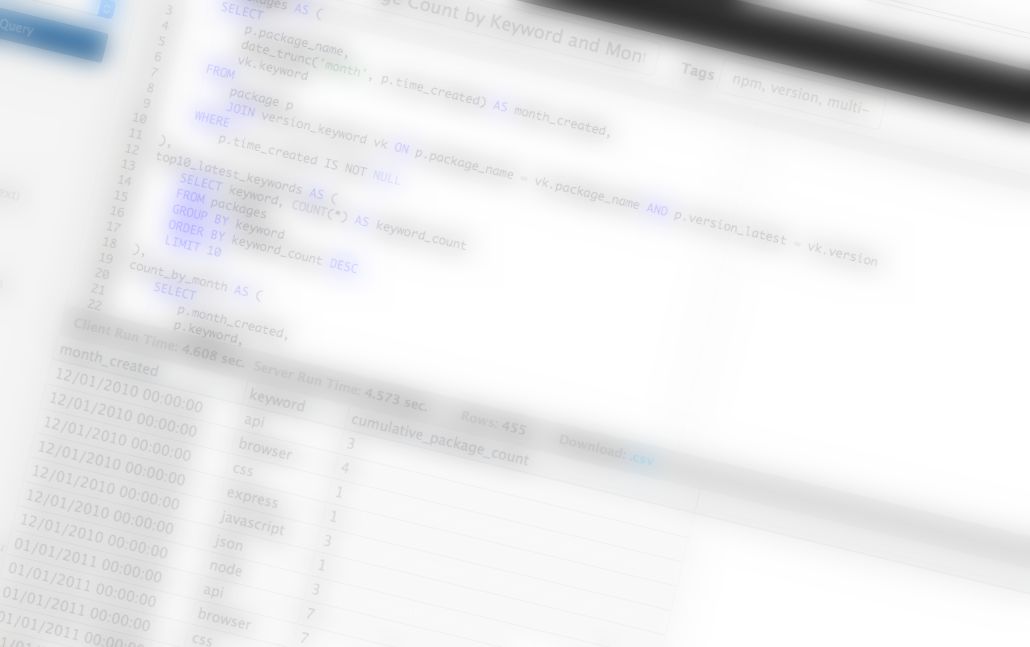 Query
ge Count by Keyword and Mont
Tags
npm, version, multi-
3 ckages AS (
4 SELECT
5 p.package_name,
6 date_trunc('month', p.time_created) AS month_created,
7 vk.keyword
8 FROM
9 package p
10 JOIN version_keyword vk ON p.package_name = vk.package_name AND p.version_latest = vk.version
11 WHERE
12 p.time_created IS NOT NULL
13 ),
14 top10_latest_keywords AS (
15 SELECT keyword, COUNT(*) AS keyword_count
16 FROM packages
17 GROUP BY keyword
18 ORDER BY keyword_count DESC
19 LIMIT 10
20 ),
21 count_by_month AS (
22 SELECT
p.month_created,
p.keyword,
Client Run Time: 4.608 sec. Server Run Time: 4.573 sec. Rows: 455 Download: .csv
month_created keyword cumulative_package_count
12/01/2010 00:00:00 api 3
12/01/2010 00:00:00 browser 4
12/01/2010 00:00:00 css 1
12/01/2010 00:00:00 express 1
12/01/2010 00:00:00 javascript 3
12/01/2010 00:00:00 json 1
12/01/2010 00:00:00 node 3
01/01/2011 00:00:00 api 7
01/01/2011 00:00:00 browser 7
01/01/2011 00:00:00 css